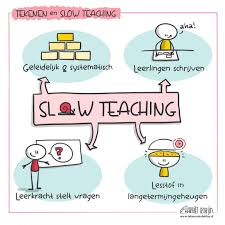 TEKENEN en SLOW TEACHING
Geleidelijk & systematisch
aha!
Leerlingen schrijven
SLOW TEACHING
?
Leerkracht stelt vragen
Lesstof in
langetermijngeheugen